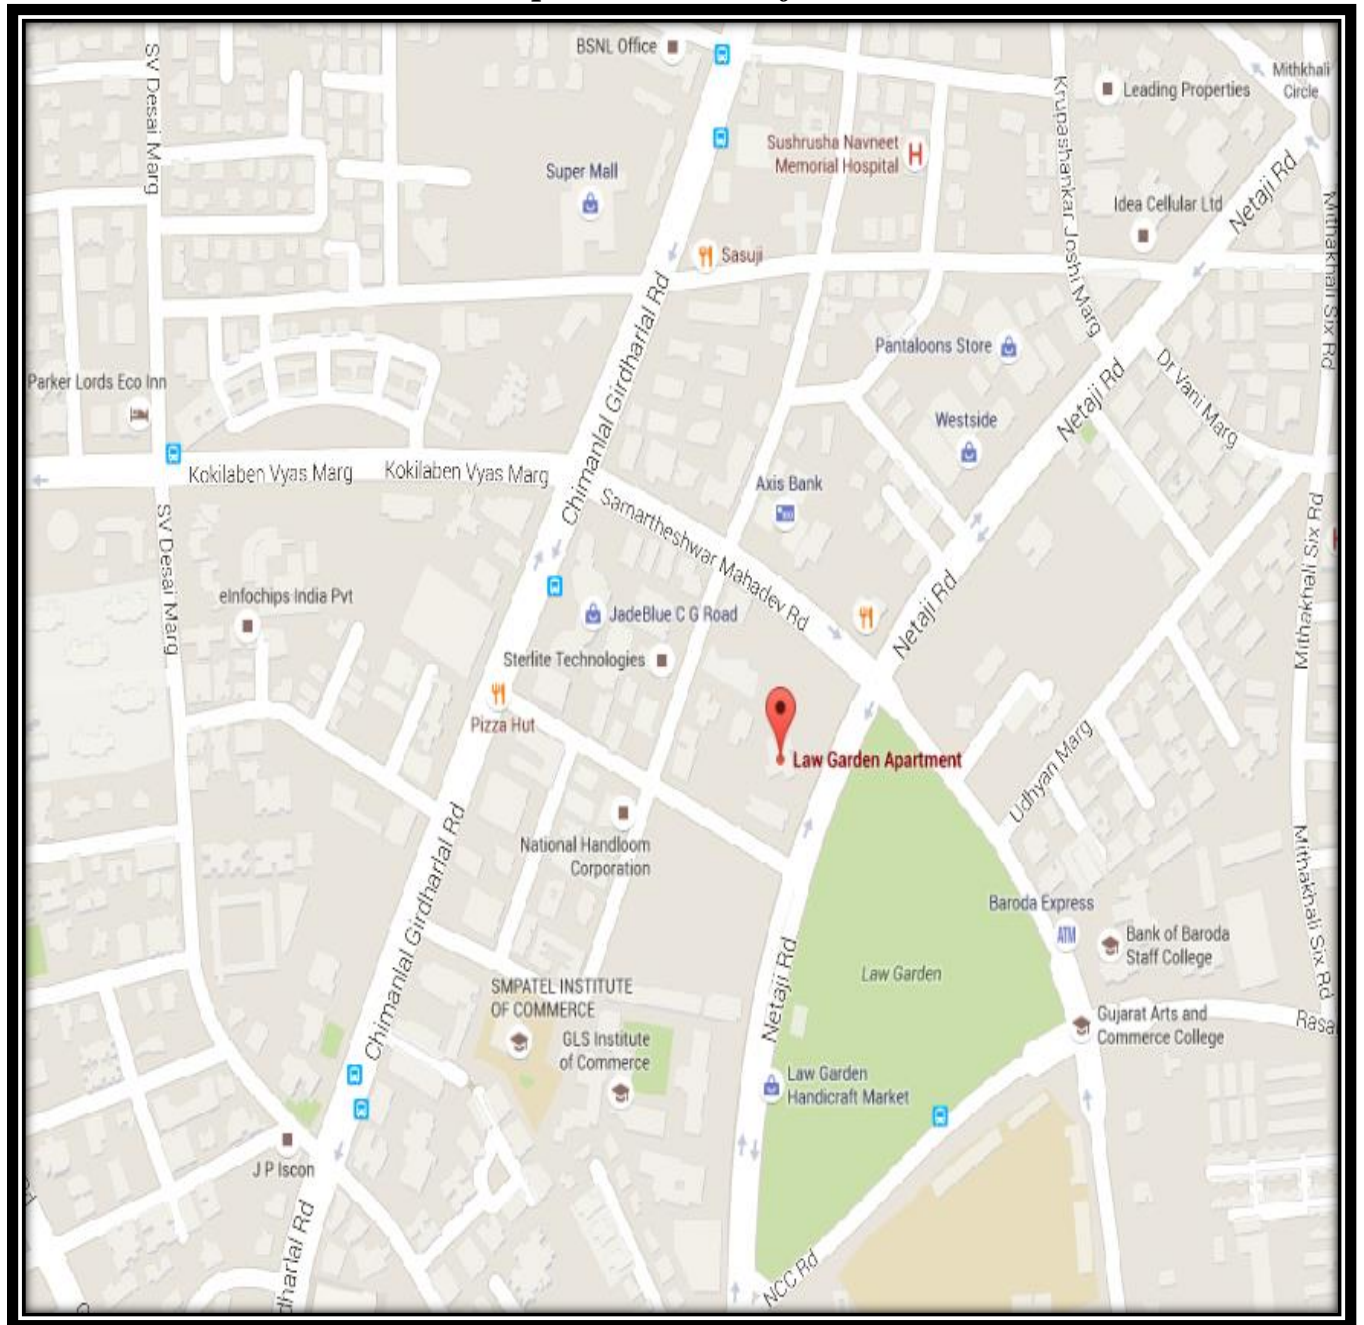 BSNL Office
Leading Properties
Mithkhali
Circle
SV Desai Marg
Krupashankar Joshi Marg
Sushrusha Navneet
Memorial Hospital
Super Mall
Idea Cellular Ltd
Netaji Rd
Mithakhali Six Rd
Sasuji
Chimanlal Girdharlal Rd
Pantaloons Store
Parker Lords Eco Inn
Netaji Rd
Dr Vani Marg
Westside
Kokilaben Vyas Marg
Kokilaben Vyas Marg
Axis Bank
Samartheshwar Mahadev Rd
SV Desai Marg
Mithakhali Six Rd
eInfochips India Pvt
JadeBlue C G Road
Netaji Rd
Sterlite Technologies
Pizza Hut
Law Garden Apartment
Udhyan Marg
National Handloom
Corporation
Chimanlal Girdharlal Rd
Mithakhali Six Rd
Baroda Express
ATM
Bank of Baroda
Staff College
Law Garden
Netaji Rd
SMPATEL INSTITUTE
OF COMMERCE
GLS Institute
of Commerce
Gujarat Arts and
Commerce College
Rasa
Law Garden
Handicraft Market
J P Iscon
dharlal Rd
NCC Rd